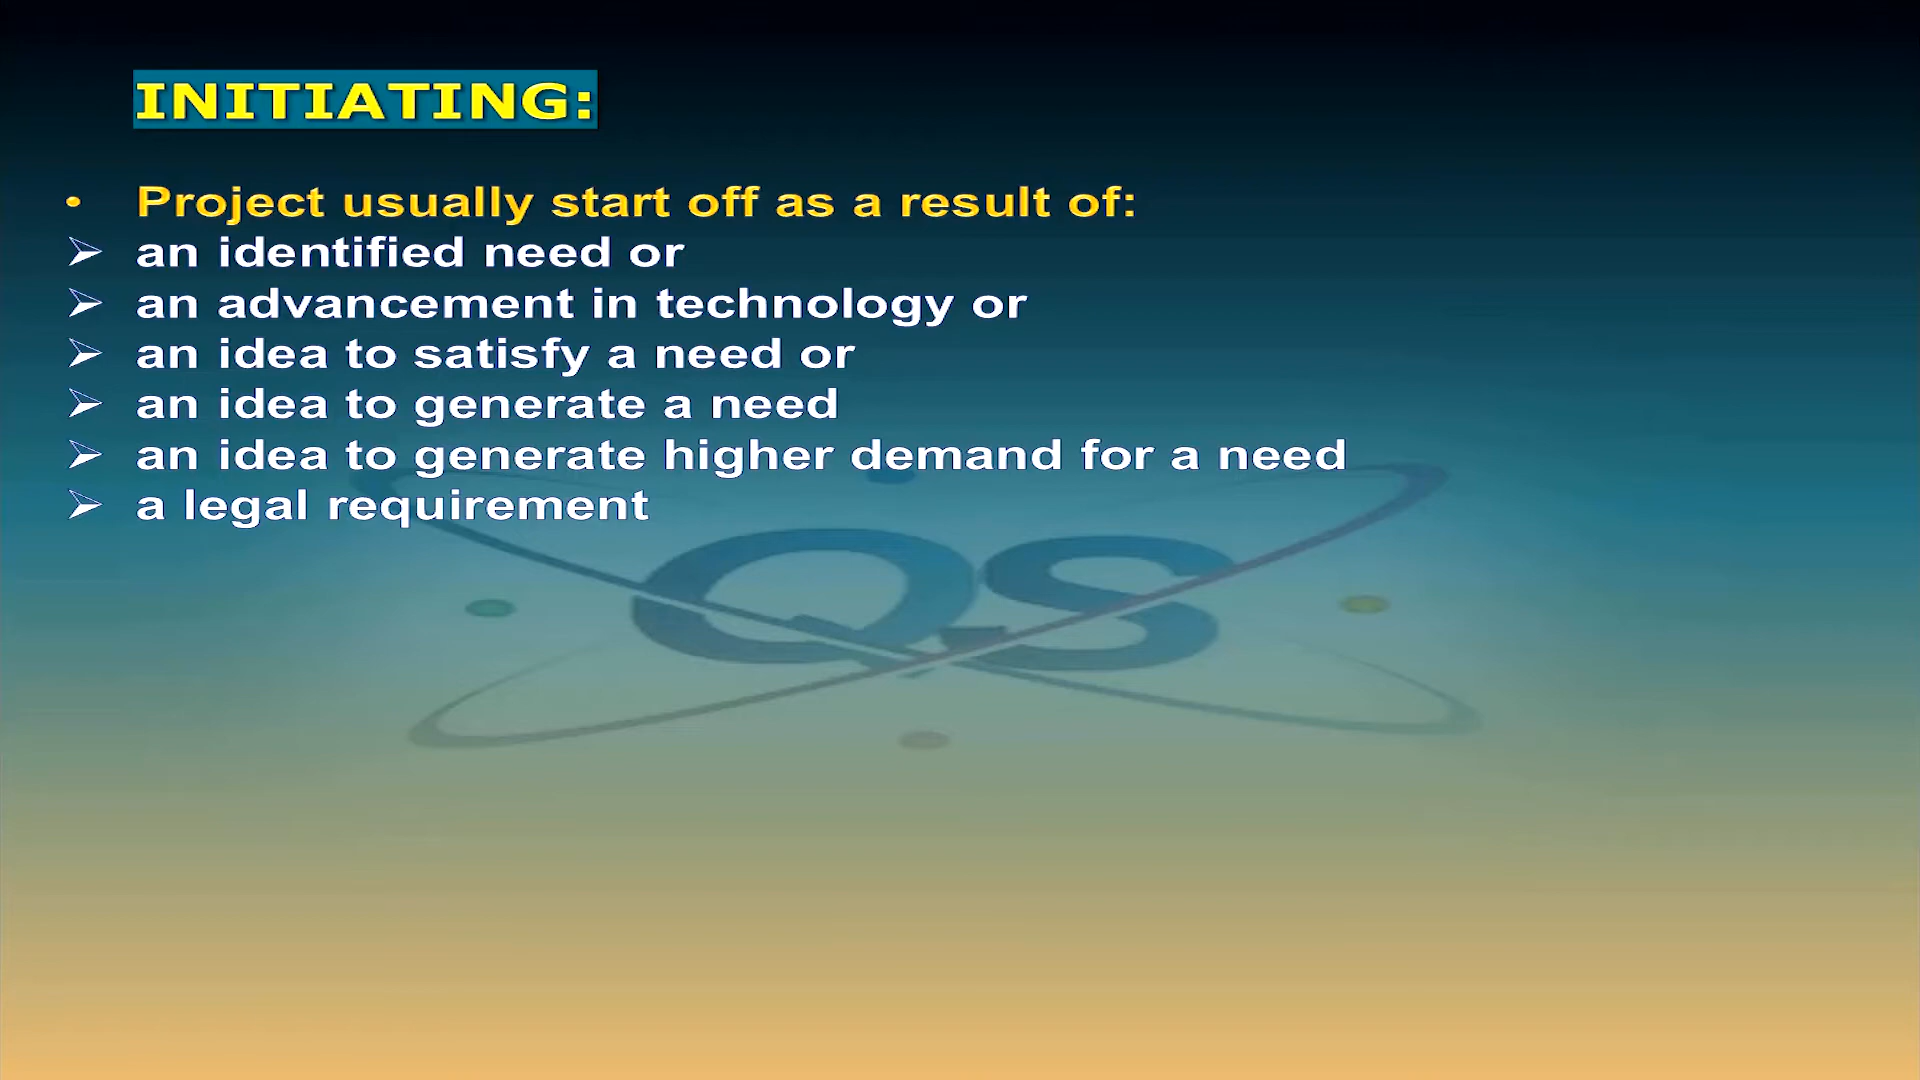 INITIATING:
• Project usually start off as a result of:
➢ an identified need or
➢ an advancement in technology or
➢ an idea to satisfy a need or
➢ an idea to generate a need
➢ an idea to generate higher demand for a need
➢ a legal requirement
QS